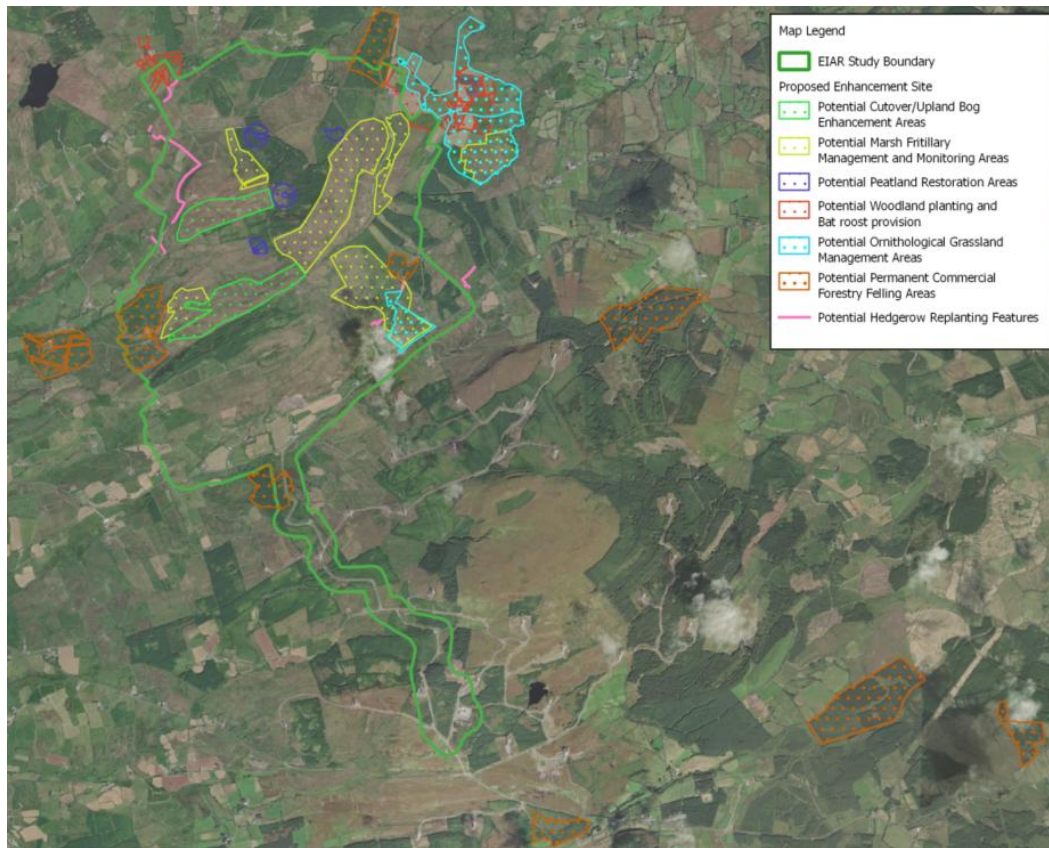 Map Legend
EIAR Study Boundary
Proposed Enhancement Site
Potential Cutover/Upland Bog
Enhancement Areas
Potential Marsh Fritillary
Management and Monitoring Areas
Potential Peatland Restoration Areas
Potential Woodland planting and
Bat roost provision
Potential Ornithological Grassland
Management Areas
Potential Permanent Commercial
Forestry Felling Areas
Potential Hedgerow Replanting Features